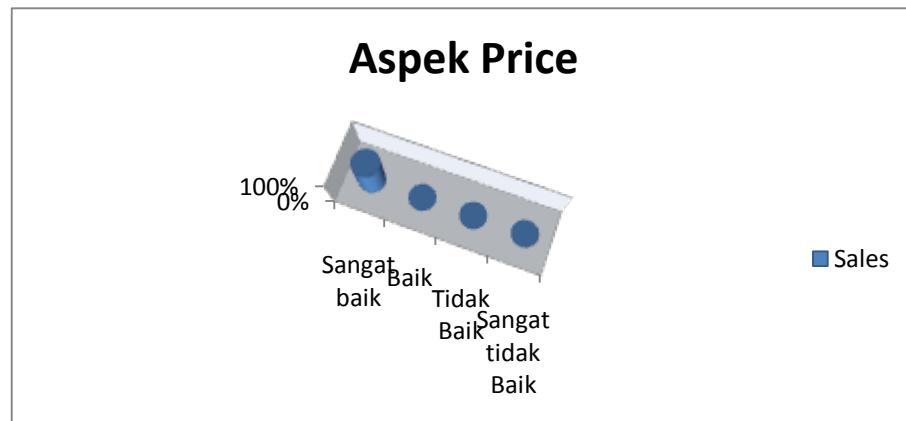 Aspek Price
100%
0%
Sangat
baik
Baik
Tidak
Baik
Sangat
tidak
Baik
Sales